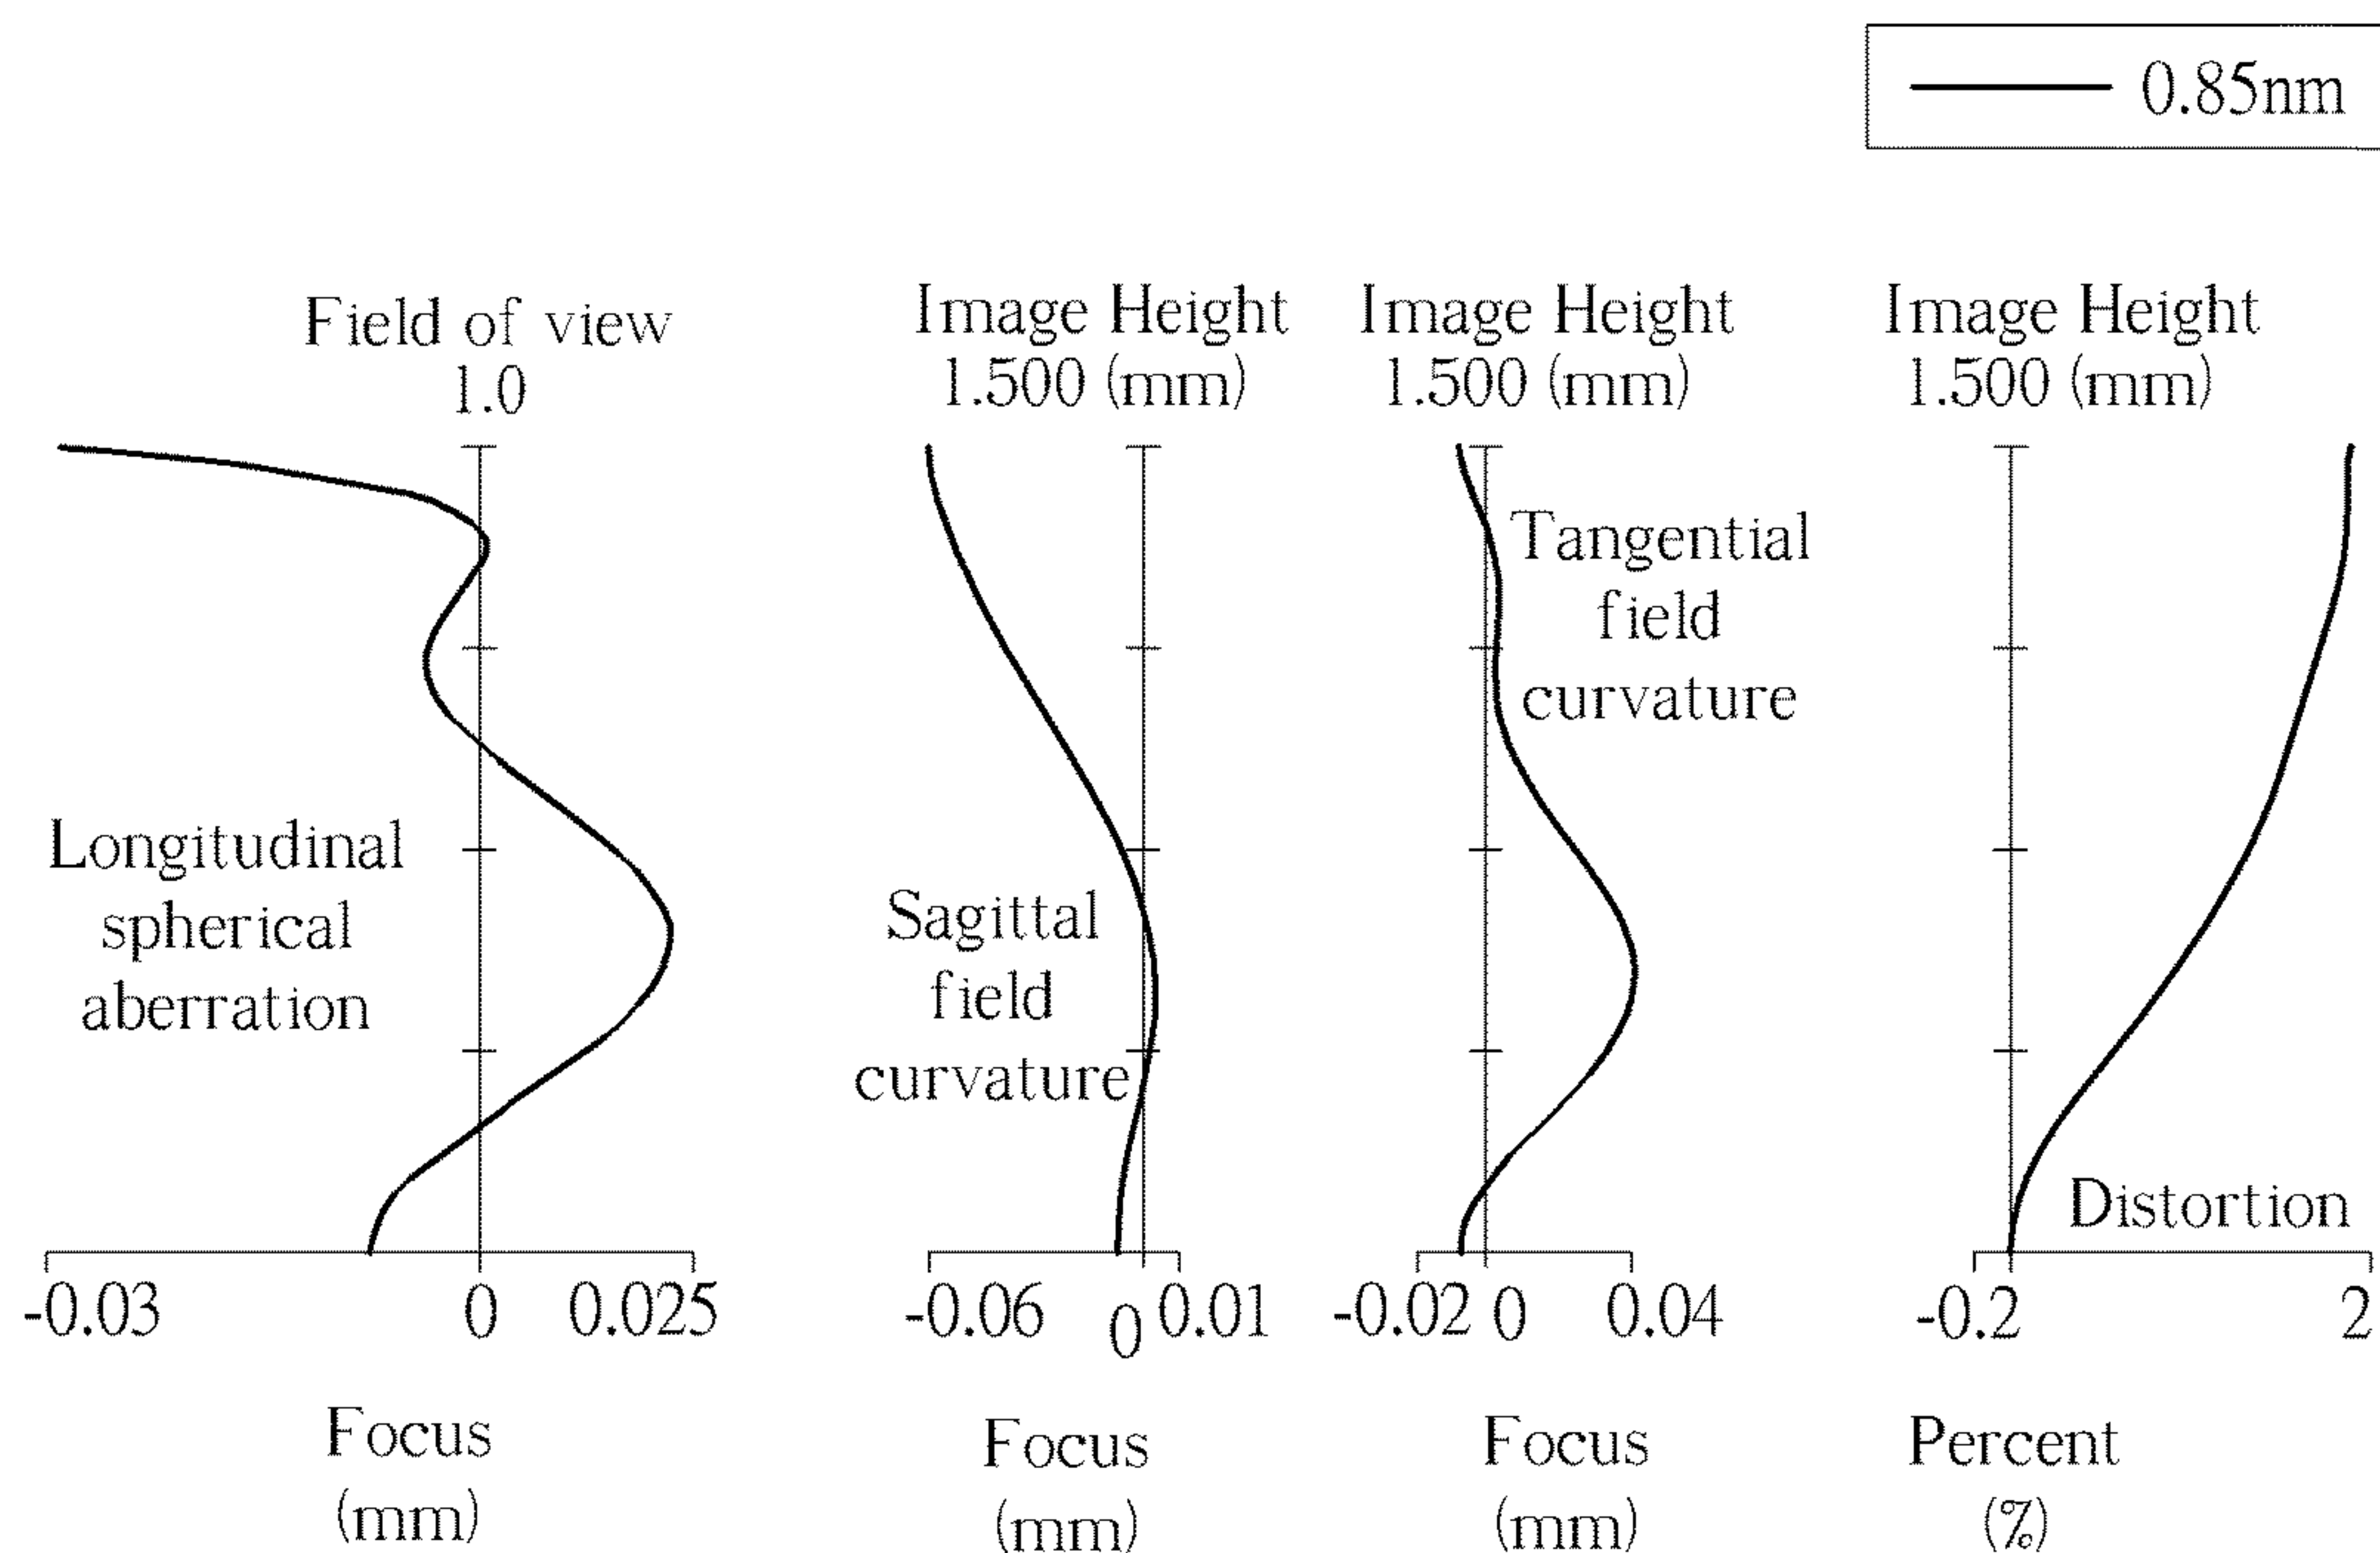 0.85nm
Field of view
1.0
Longitudinal
spherical
aberration
-0.03
0
0.025
Focus
(mm)
Image Height
1.500 (mm)
Sagittal
field
curvature
-0.06
0
0.01
Focus
(mm)
Image Height
1.500 (mm)
Tangential
field
curvature
-0.02
0
0.04
Focus
(mm)
Image Height
1.500 (mm)
Distortion
-0.2
2
Percent
(%)